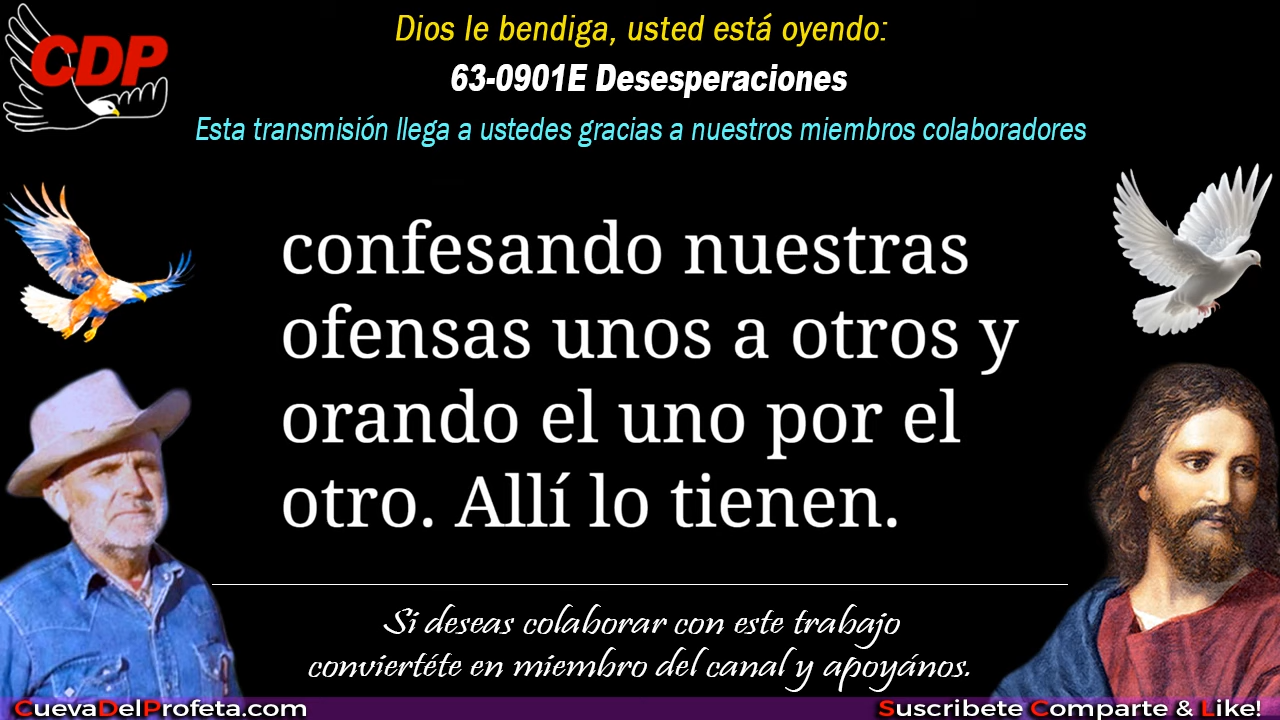 CDP
Dios le bendiga, usted está oyendo:
63-0901E Desesperaciones
Esta transmisión llega a ustedes gracias a nuestros miembros colaboradores
confesando nuestras
ofensas unos a otros y
orando el uno por el
otro. Allí lo tienen.
Si deseas colaborar con este trabajo
conviertéte en miembro del canal y apoyános.
CuevaDelProfeta.com
Suscribete Comparte & Like!